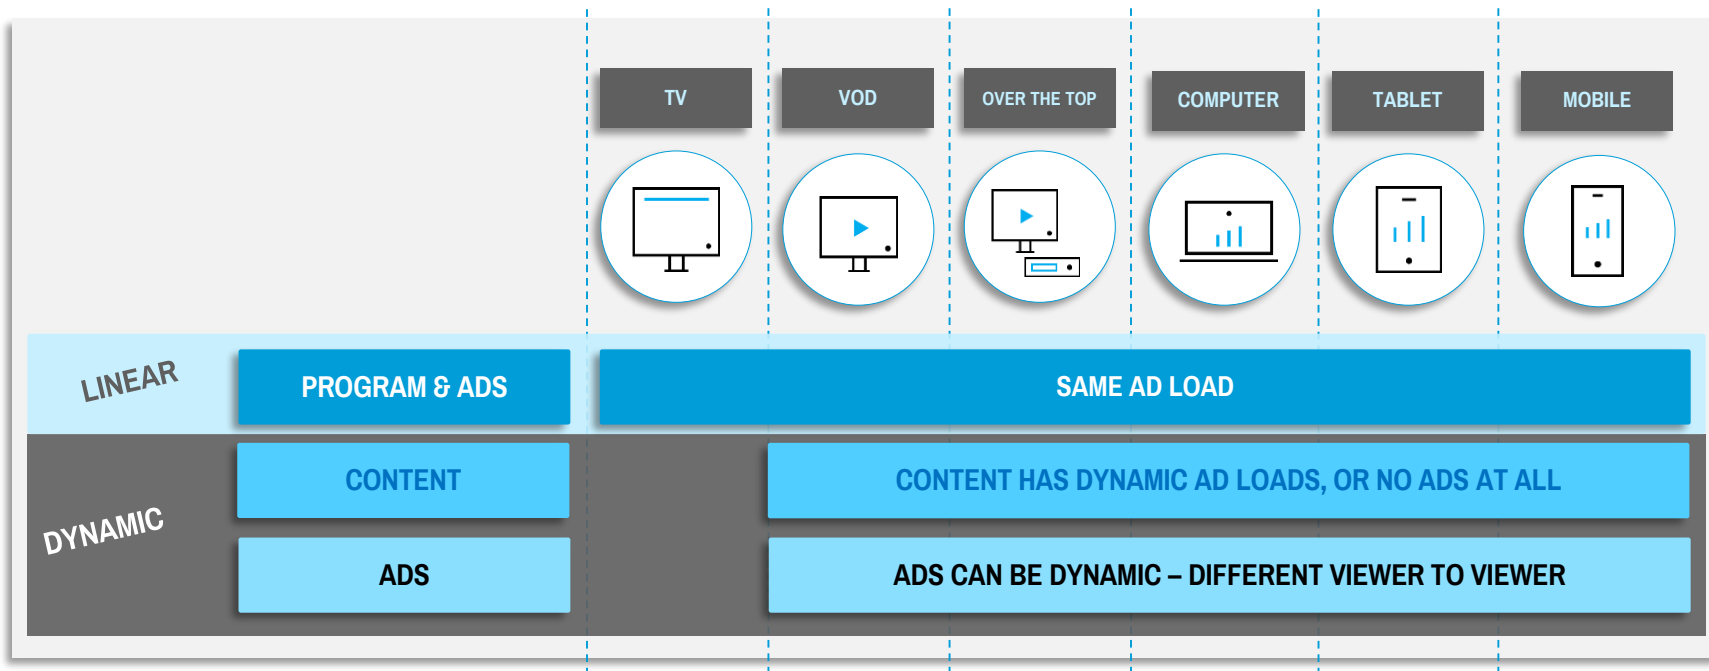 TV
VOD
OVER THE TOP
COMPUTER
TABLET
MOBILE
LINEAR
PROGRAM & ADS
SAME AD LOAD
DYNAMIC
CONTENT
CONTENT HAS DYNAMIC AD LOADS, OR NO ADS AT ALL
ADS
ADS CAN BE DYNAMIC – DIFFERENT VIEWER TO VIEWER